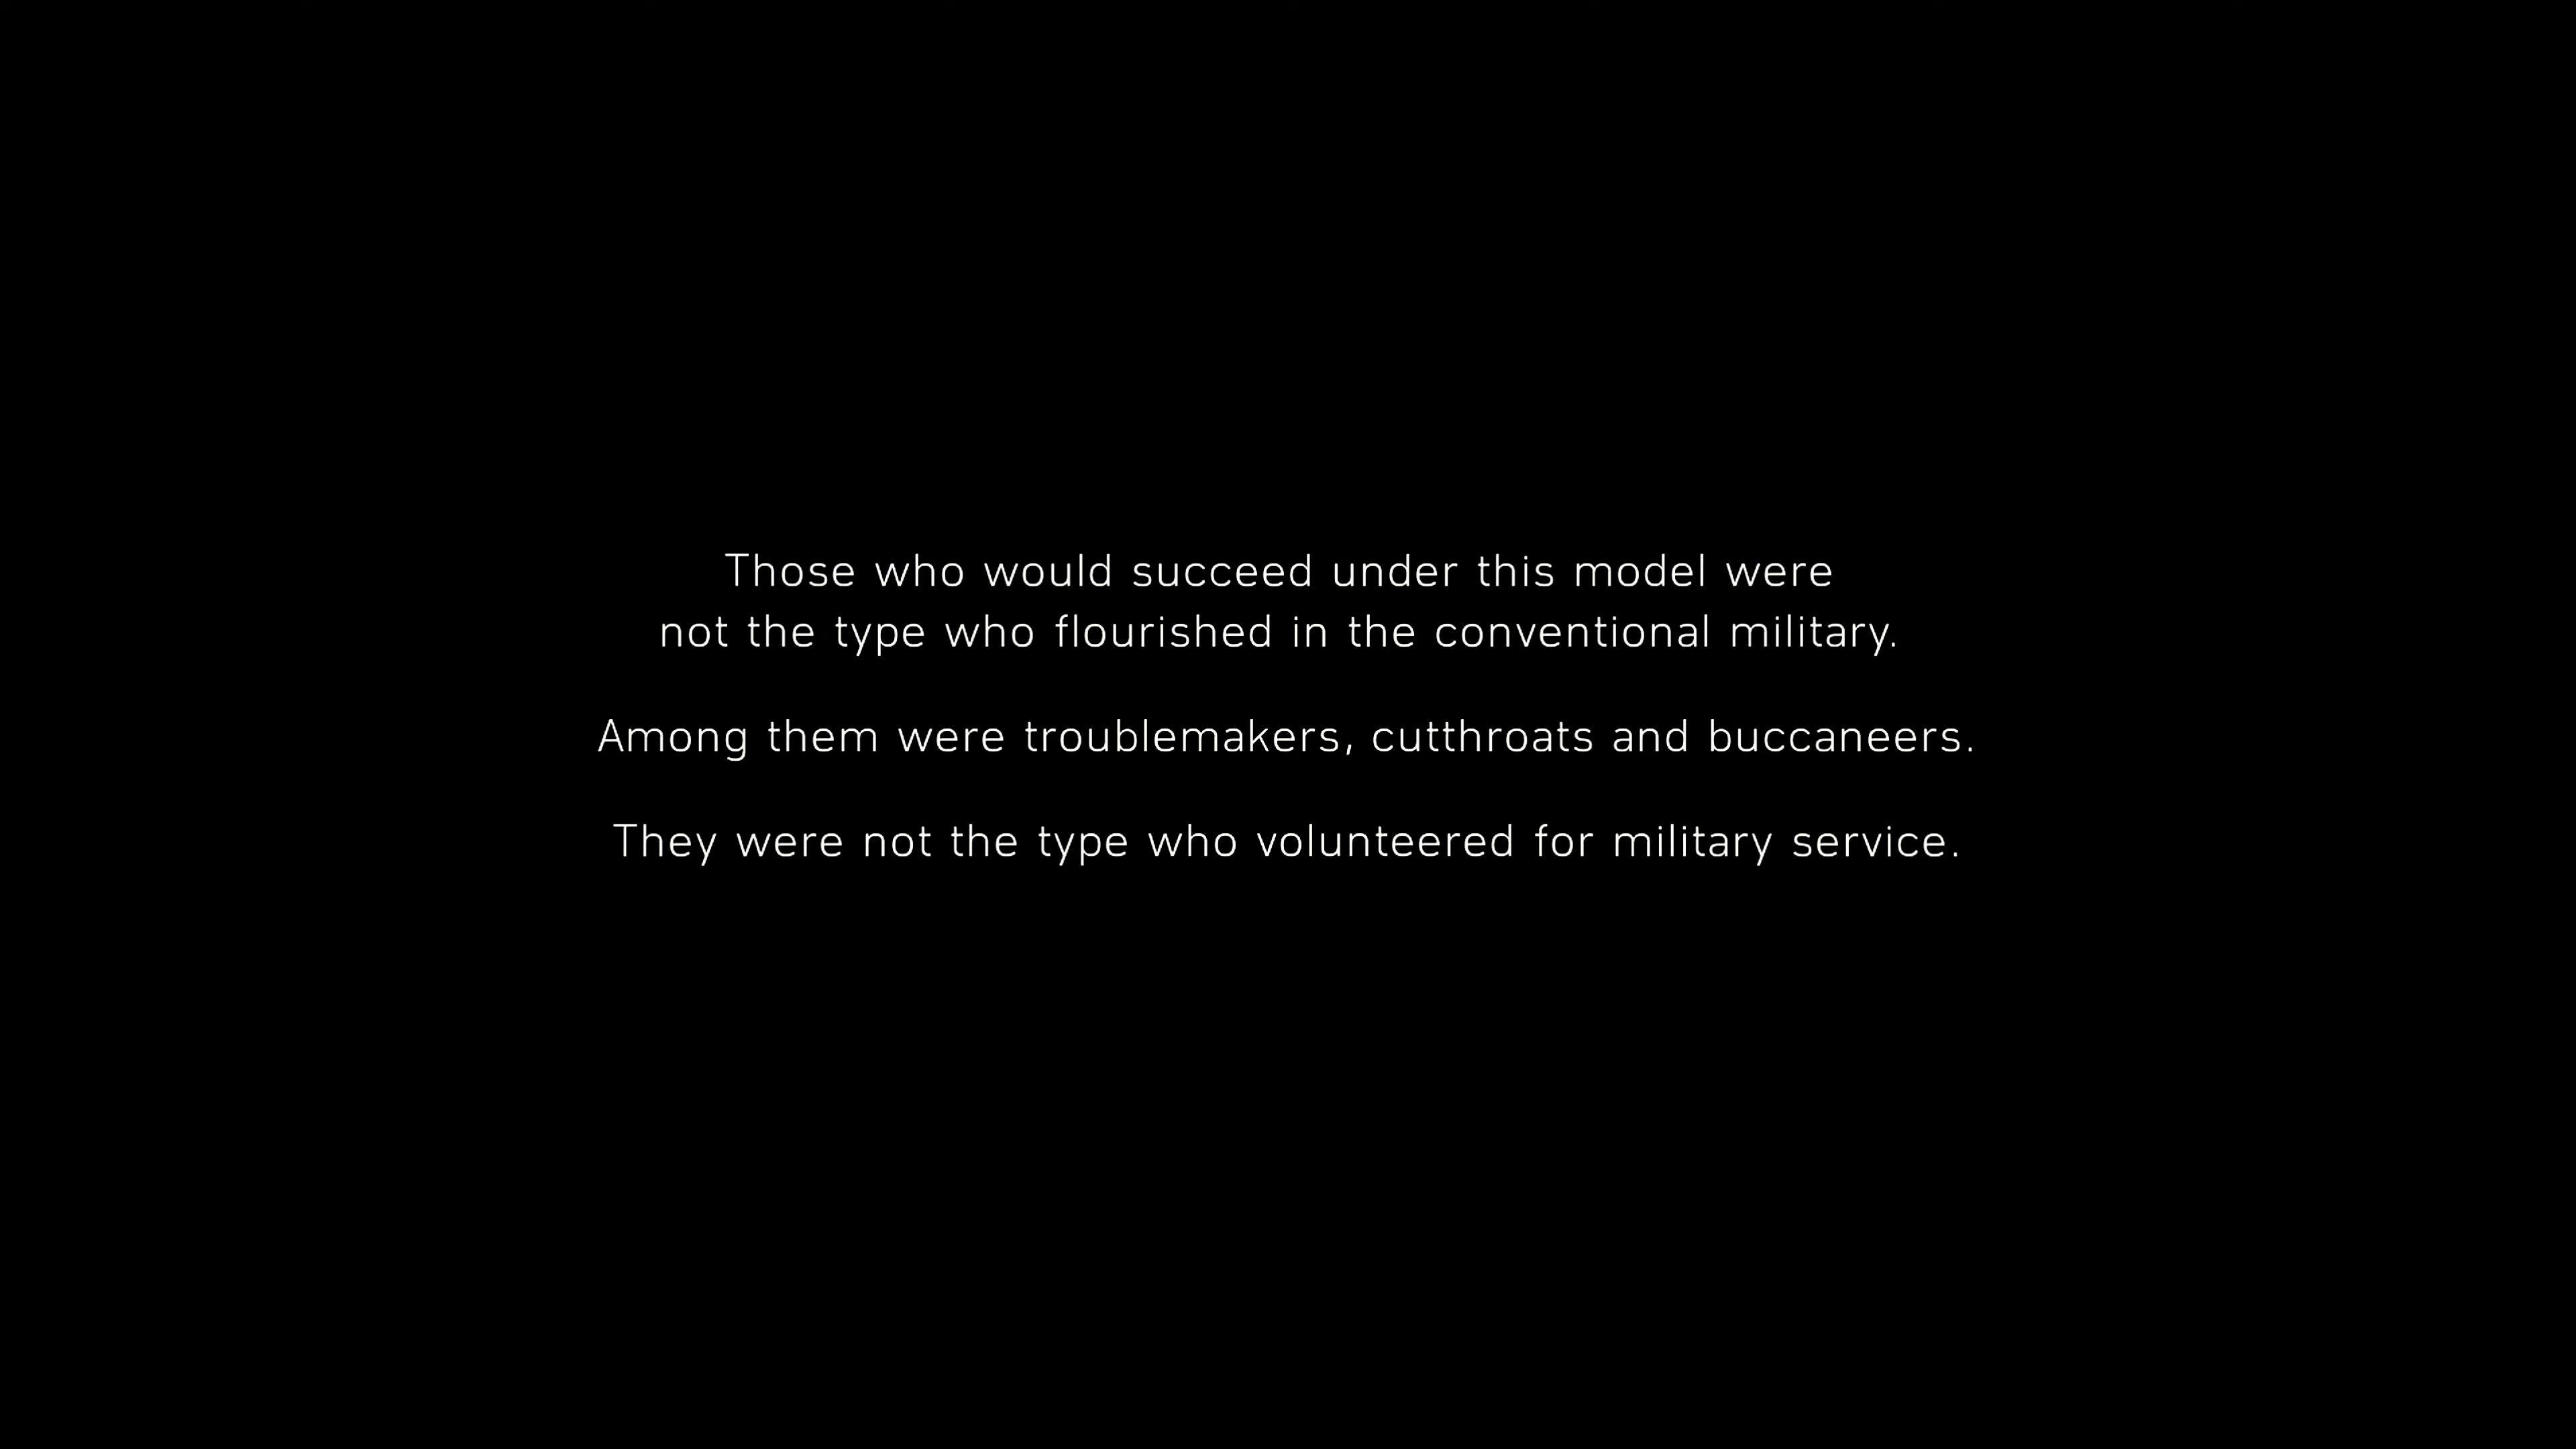 Those who would succeed under this model were
not the type who flourished in the conventional military.
Among them were troublemakers, cutthroats and buccaneers.
They were not the type who volunteered for military service.